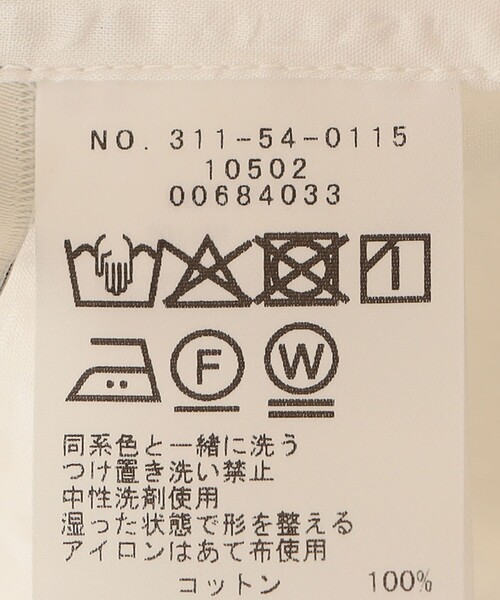 NO. 311-54-0115
10502
00684033
F W
同系色と一緒に洗う
つけ置き洗い禁止
中性洗剤使用
湿った状態で形を整える
アイロンはあて布使用
コットン 100%